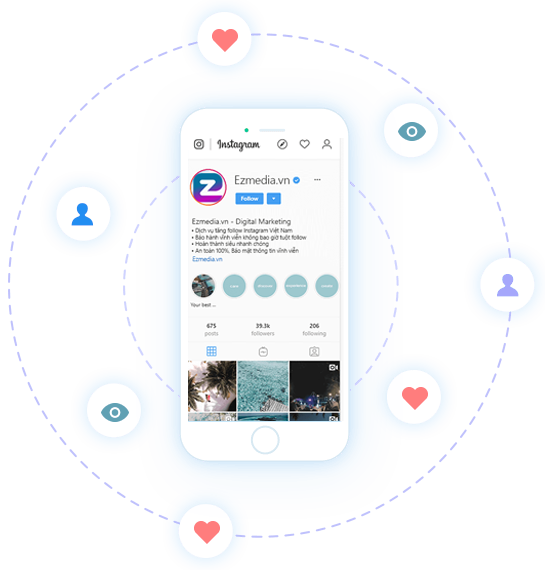 Instagram
Ezmedia.vn
Follow
Ezmedia.vn - Digital Marketing
• Dịch vụ tăng follow Instagram Việt Nam
• Bảo hành vĩnh viễn không bao giờ tuột follow
• Hoàn thành siêu nhanh chóng
• An toàn 100%, Bảo mật thông tin vĩnh viễn
Ezmedia.vn
Your best ...
675 39.3k 206
posts followers following